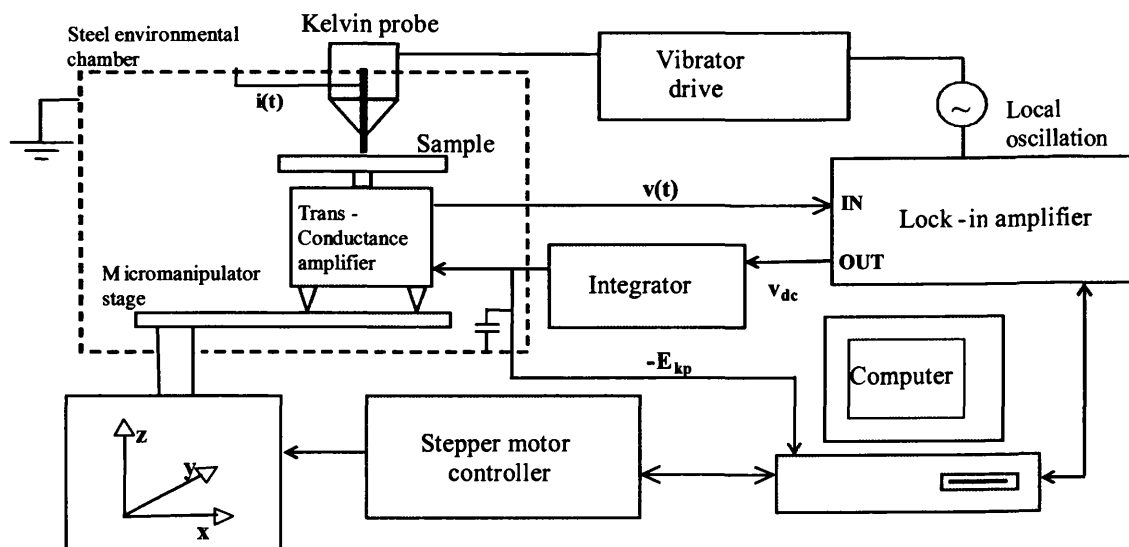 Kelvin probe
Steel environmental
chamber
i(t)
Vibrator
drive
~
Local
oscillation
Sample
Trans -
Conductance
amplifier
v(t)
IN
Lock -in amplifier
OUT
Micromanipulator
stage
Integrator
v_dc
-E_kp
Computer
z
y
x
Stepper motor
controller